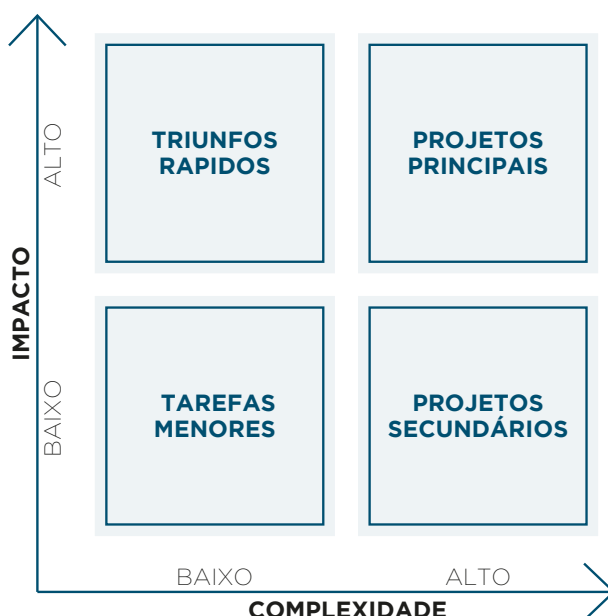 TRIUNFOS
RAPIDOS
PROJETOS
PRINCIPAIS
ALTO
IMPACTO
TAREFAS
MENORES
PROJETOS
SECUNDÁRIOS
BAIXO
BAIXO
ALTO
COMPLEXIDADE